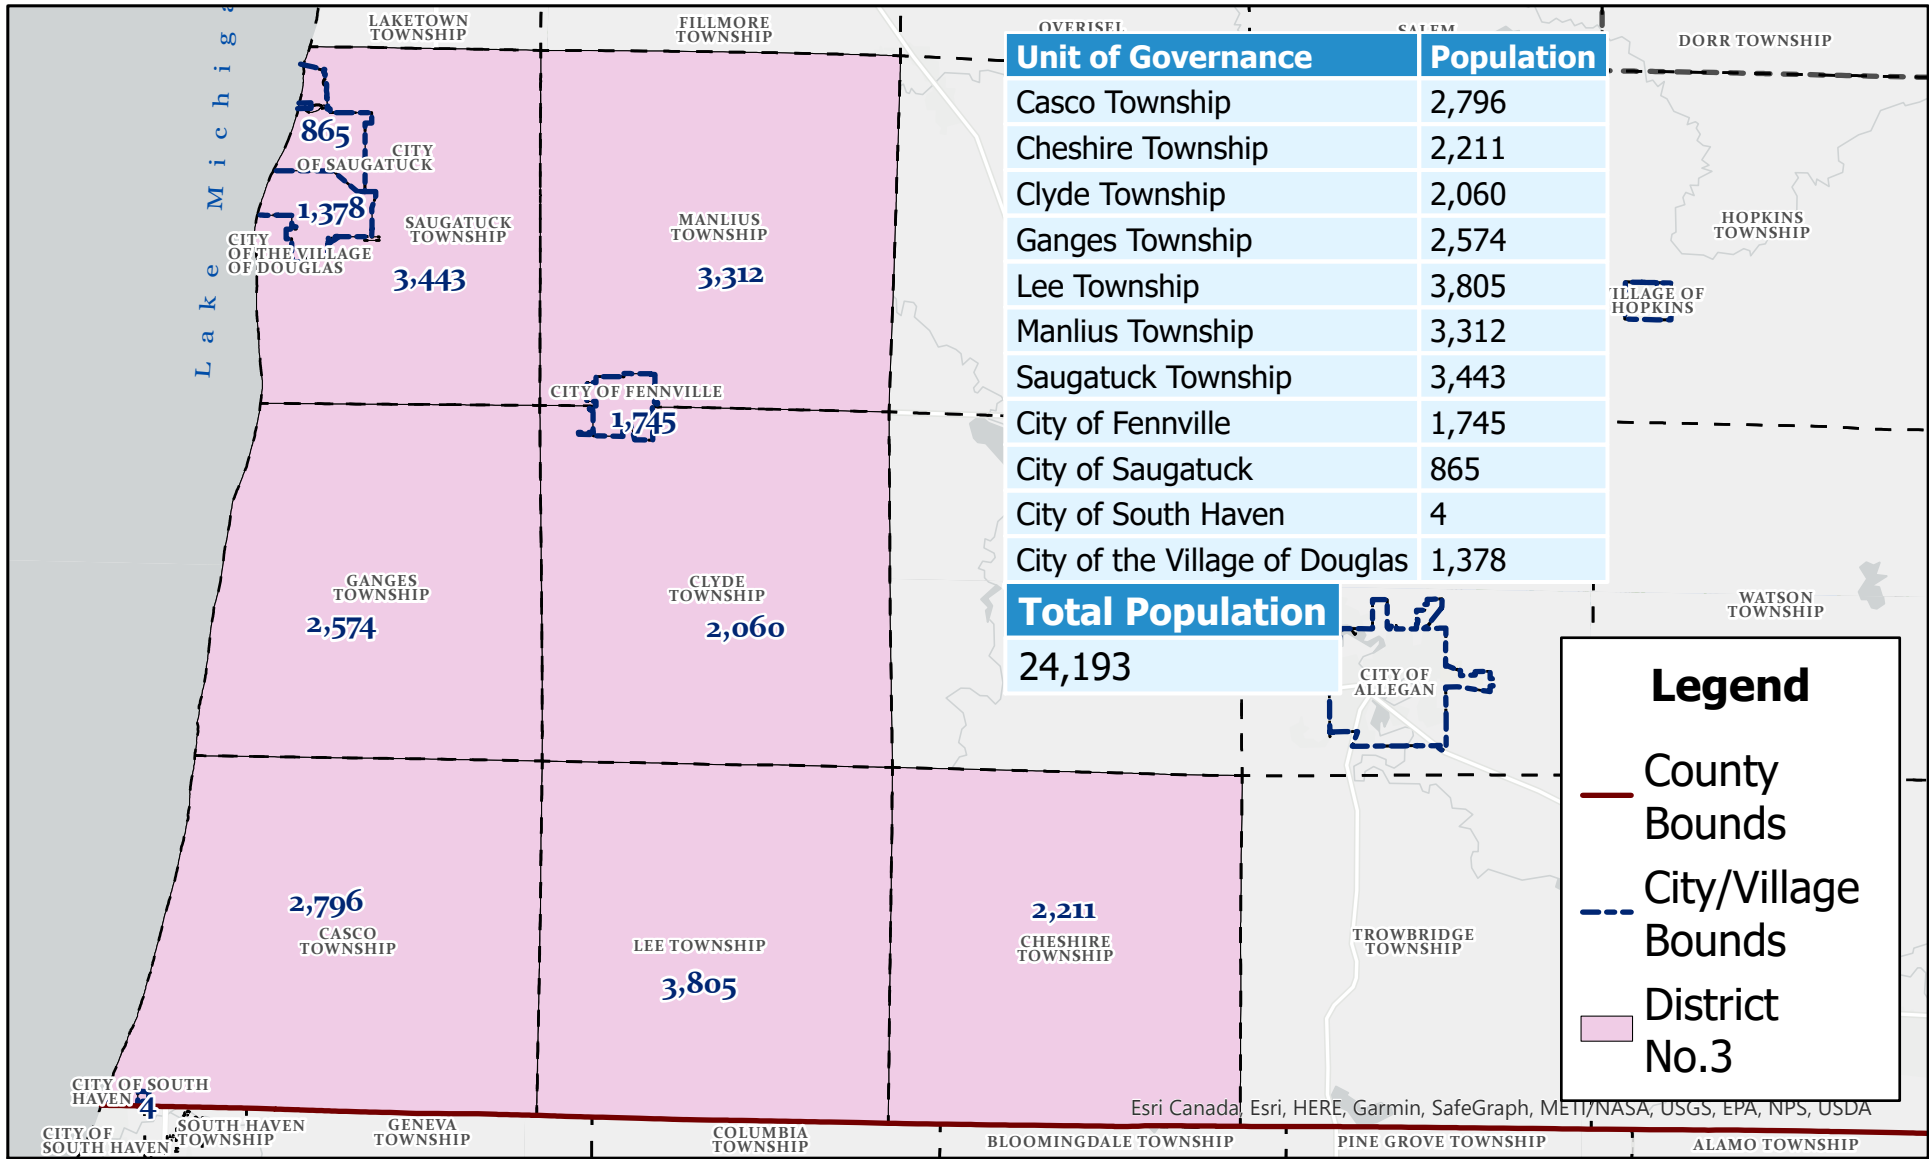 LAKETOWN
TOWNSHIP
FILLMORE
TOWNSHIP
OVERISEL
SALEM
DORR TOWNSHIP
Lake Michiga
865
CITY
OF SAUGATUCK
1,378
CITY
OF THE VILLAGE
OF DOUGLAS
SAUGATUCK
TOWNSHIP
3,443
MANLIUS
TOWNSHIP
3,312
CITY OF FENNVILLE
1,745
HOPKINS
TOWNSHIP
VILLAGE OF
HOPKINS
Unit of Governance Population
Casco Township 2,796
Cheshire Township 2,211
Clyde Township 2,060
Ganges Township 2,574
Lee Township 3,805
Manlius Township 3,312
Saugatuck Township 3,443
City of Fennville 1,745
City of Saugatuck 865
City of South Haven 4
City of the Village of Douglas 1,378
Total Population
24,193
GANGES
TOWNSHIP
2,574
CLYDE
TOWNSHIP
2,060
WATSON
TOWNSHIP
CITY OF
ALLEGAN
2,796
CASCO
TOWNSHIP
LEE TOWNSHIP
3,805
2,211
CHESHIRE
TOWNSHIP
TROWBRIDGE
TOWNSHIP
Legend
County
Bounds
City/Village
Bounds
District
No.3
CITY OF SOUTH
HAVEN
4
Esri Canada, Esri, HERE, Garmin, SafeGraph, METI/NASA, USGS, EPA, NPS, USDA
CITY OF
SOUTH HAVEN
SOUTH HAVEN
TOWNSHIP
GENEVA
TOWNSHIP
COLUMBIA
TOWNSHIP
BLOOMINGDALE TOWNSHIP
PINE GROVE TOWNSHIP
ALAMO TOWNSHIP